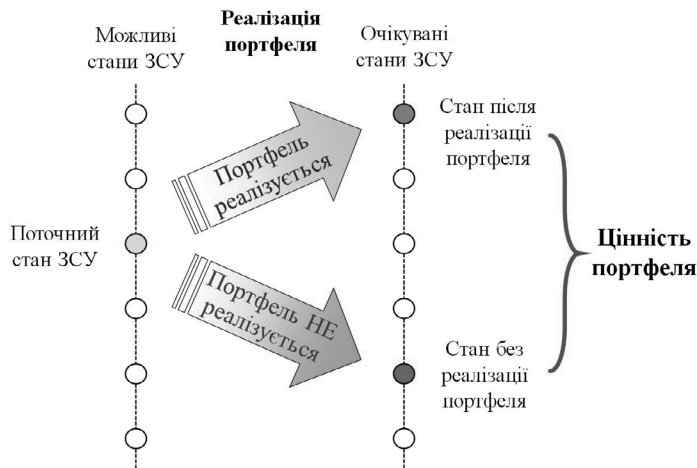 Можливі
стани ЗСУ
Реалізація
портфеля
Очікувані
стани ЗСУ
Портфель
реалізується
Стан після
реалізації
портфеля
Поточний
стан ЗСУ
Цінність
портфеля
Портфель НЕ
реалізується
Стан без
реалізації
портфеля